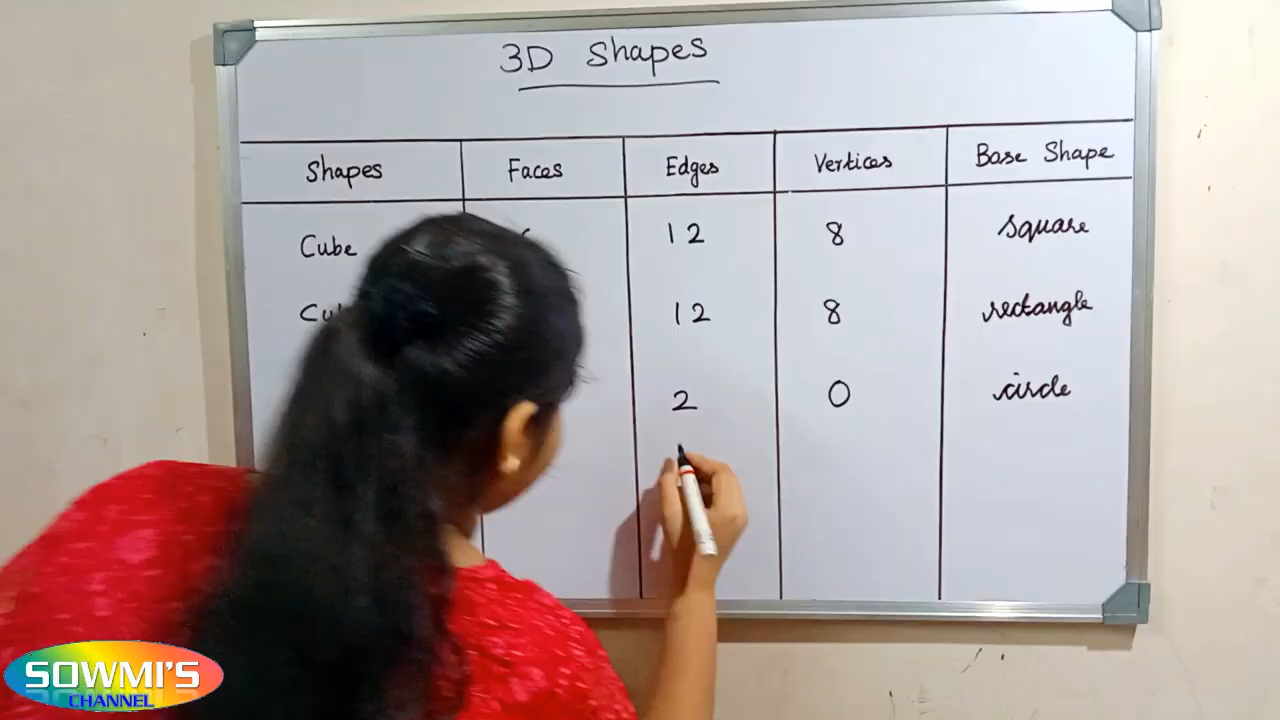 3D Shapes
Shapes Faces Edges Vertices Base Shape
Cube 12 8 square
12 8 rectangle
2 0 circle
SOWMI'S
CHANNEL